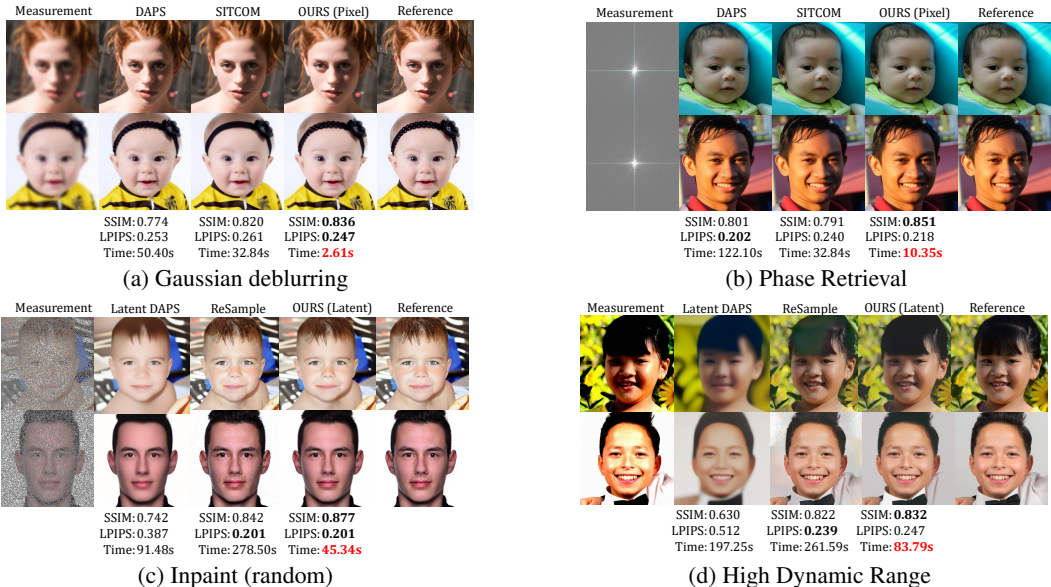 Measurement DAPS SITCOM OURS (Pixel) Reference
SSIM: 0.774 SSIM: 0.820 SSIM: 0.836
LPIPS: 0.253 LPIPS: 0.261 LPIPS: 0.247
Time: 50.40s Time: 32.84s Time: 2.61s
(a) Gaussian deblurring
Measurement DAPS SITCOM OURS (Pixel) Reference
SSIM: 0.801 SSIM: 0.791 SSIM: 0.851
LPIPS: 0.202 LPIPS: 0.240 LPIPS: 0.218
Time: 122.10s Time: 32.84s Time: 10.35s
(b) Phase Retrieval
Measurement Latent DAPS ReSample OURS (Latent) Reference
SSIM: 0.742 SSIM: 0.842 SSIM: 0.877
LPIPS: 0.387 LPIPS: 0.201 LPIPS: 0.201
Time: 91.48s Time: 278.50s Time: 45.34s
(c) Inpaint (random)
Measurement Latent DAPS ReSample OURS (Latent) Reference
SSIM: 0.630 SSIM: 0.822 SSIM: 0.832
LPIPS: 0.512 LPIPS: 0.239 LPIPS: 0.247
Time: 197.25s Time: 261.59s Time: 83.79s
(d) High Dynamic Range